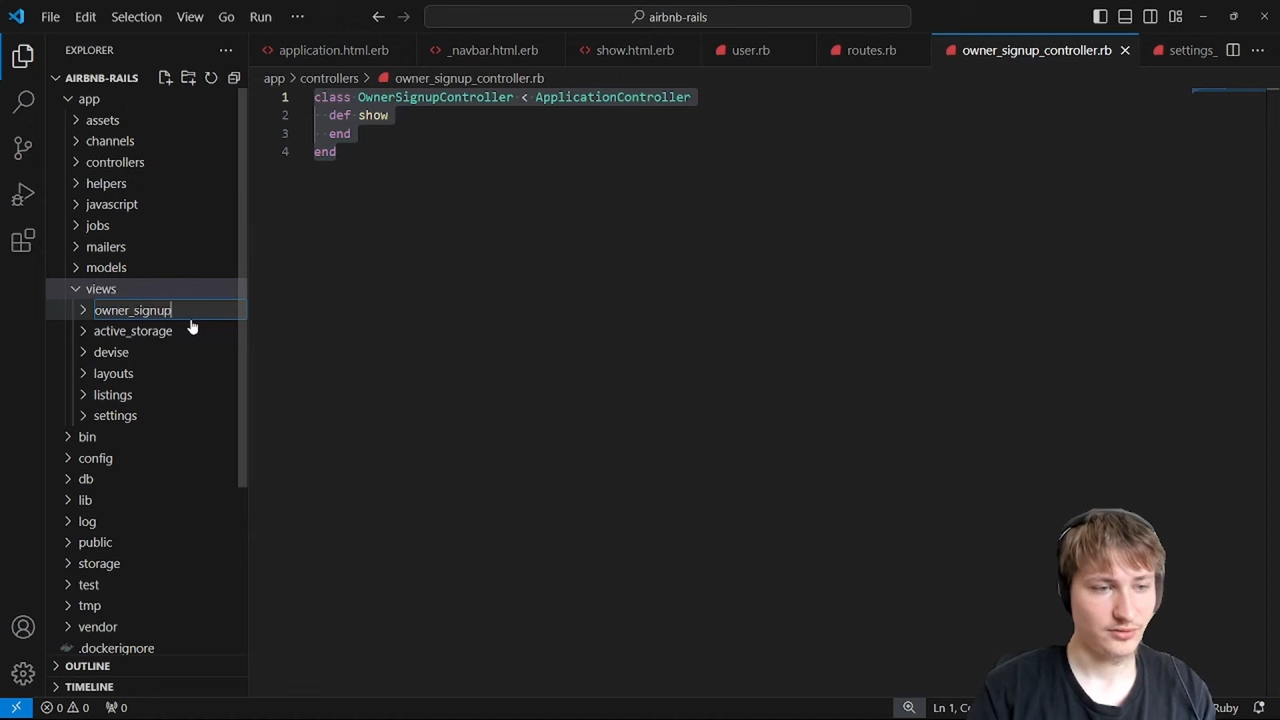 File Edit Selection View Go Run ··· airbnb-rails
EXPLORER ··· application.html.erb _navbar.html.erb show.html.erb user.rb routes.rb owner_signup_controller.rb settings_ ···
AIRBNB-RAILS app > controllers > owner_signup_controller.rb
app
assets
channels
controllers
helpers
javascript
jobs
mailers
models
views
owner_signup
active_storage
devise
layouts
listings
settings
bin
config
db
lib
log
public
storage
test
tmp
vendor
.dockerignore
OUTLINE
TIMELINE
1 class OwnerSignupController < ApplicationController
2 def show
3 end
4 end
0 0 0 Ln 1, Co Ruby